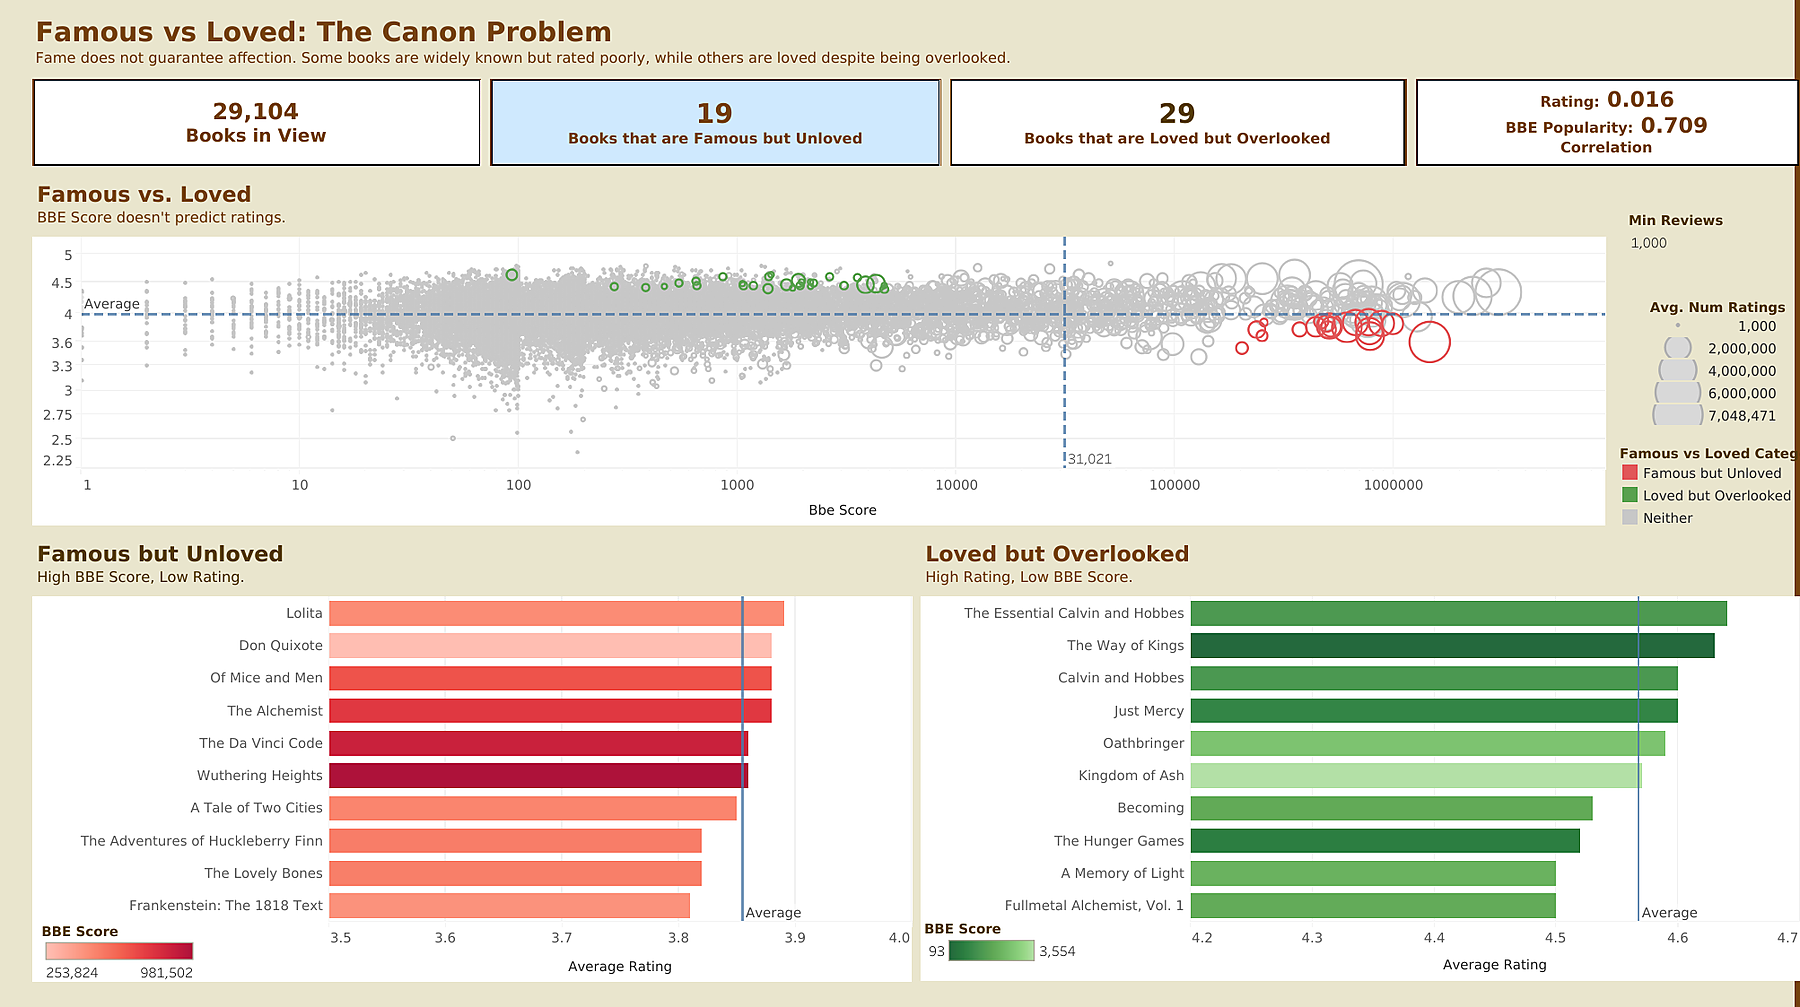 Famous vs Loved: The Canon Problem
Fame does not guarantee affection. Some books are widely known but rated poorly, while others are loved despite being overlooked.
29,104
Books in View
19
Books that are Famous but Unloved
29
Books that are Loved but Overlooked
Rating: 0.016
BBE Popularity: 0.709
Correlation
Famous vs. Loved
BBE Score doesn't predict ratings.
5
4.5
Average
4
3.6
3.3
3
2.75
2.5
2.25
31,021
1 10 100 1000 10000 100000 1000000
Bbe Score
Min Reviews
1,000
Avg. Num Ratings
1,000
2,000,000
4,000,000
6,000,000
7,048,471
Famous vs Loved Categ
Famous but Unloved
Loved but Overlooked
Neither
Famous but Unloved
High BBE Score, Low Rating.
Lolita
Don Quixote
Of Mice and Men
The Alchemist
The Da Vinci Code
Wuthering Heights
A Tale of Two Cities
The Adventures of Huckleberry Finn
The Lovely Bones
Frankenstein: The 1818 Text
Average
BBE Score
253,824 981,502
3.5 3.6 3.7 3.8 3.9 4.0
Average Rating
Loved but Overlooked
High Rating, Low BBE Score.
The Essential Calvin and Hobbes
The Way of Kings
Calvin and Hobbes
Just Mercy
Oathbringer
Kingdom of Ash
Becoming
The Hunger Games
A Memory of Light
Fullmetal Alchemist, Vol. 1
Average
BBE Score
93 3,554
4.2 4.3 4.4 4.5 4.6 4.7
Average Rating